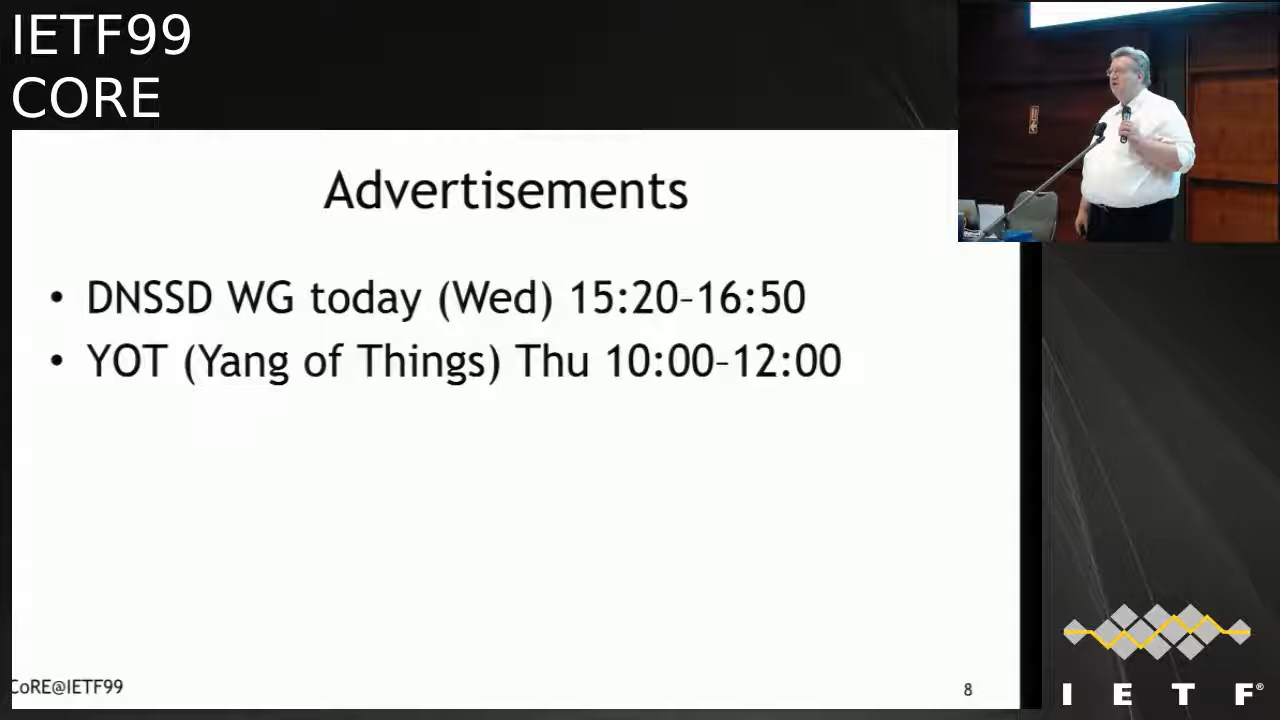 IETF99
CORE
Advertisements
• DNSSD WG today (Wed) 15:20–16:50
• YOT (Yang of Things) Thu 10:00–12:00
CoRE@IETF99
8
I E T F®